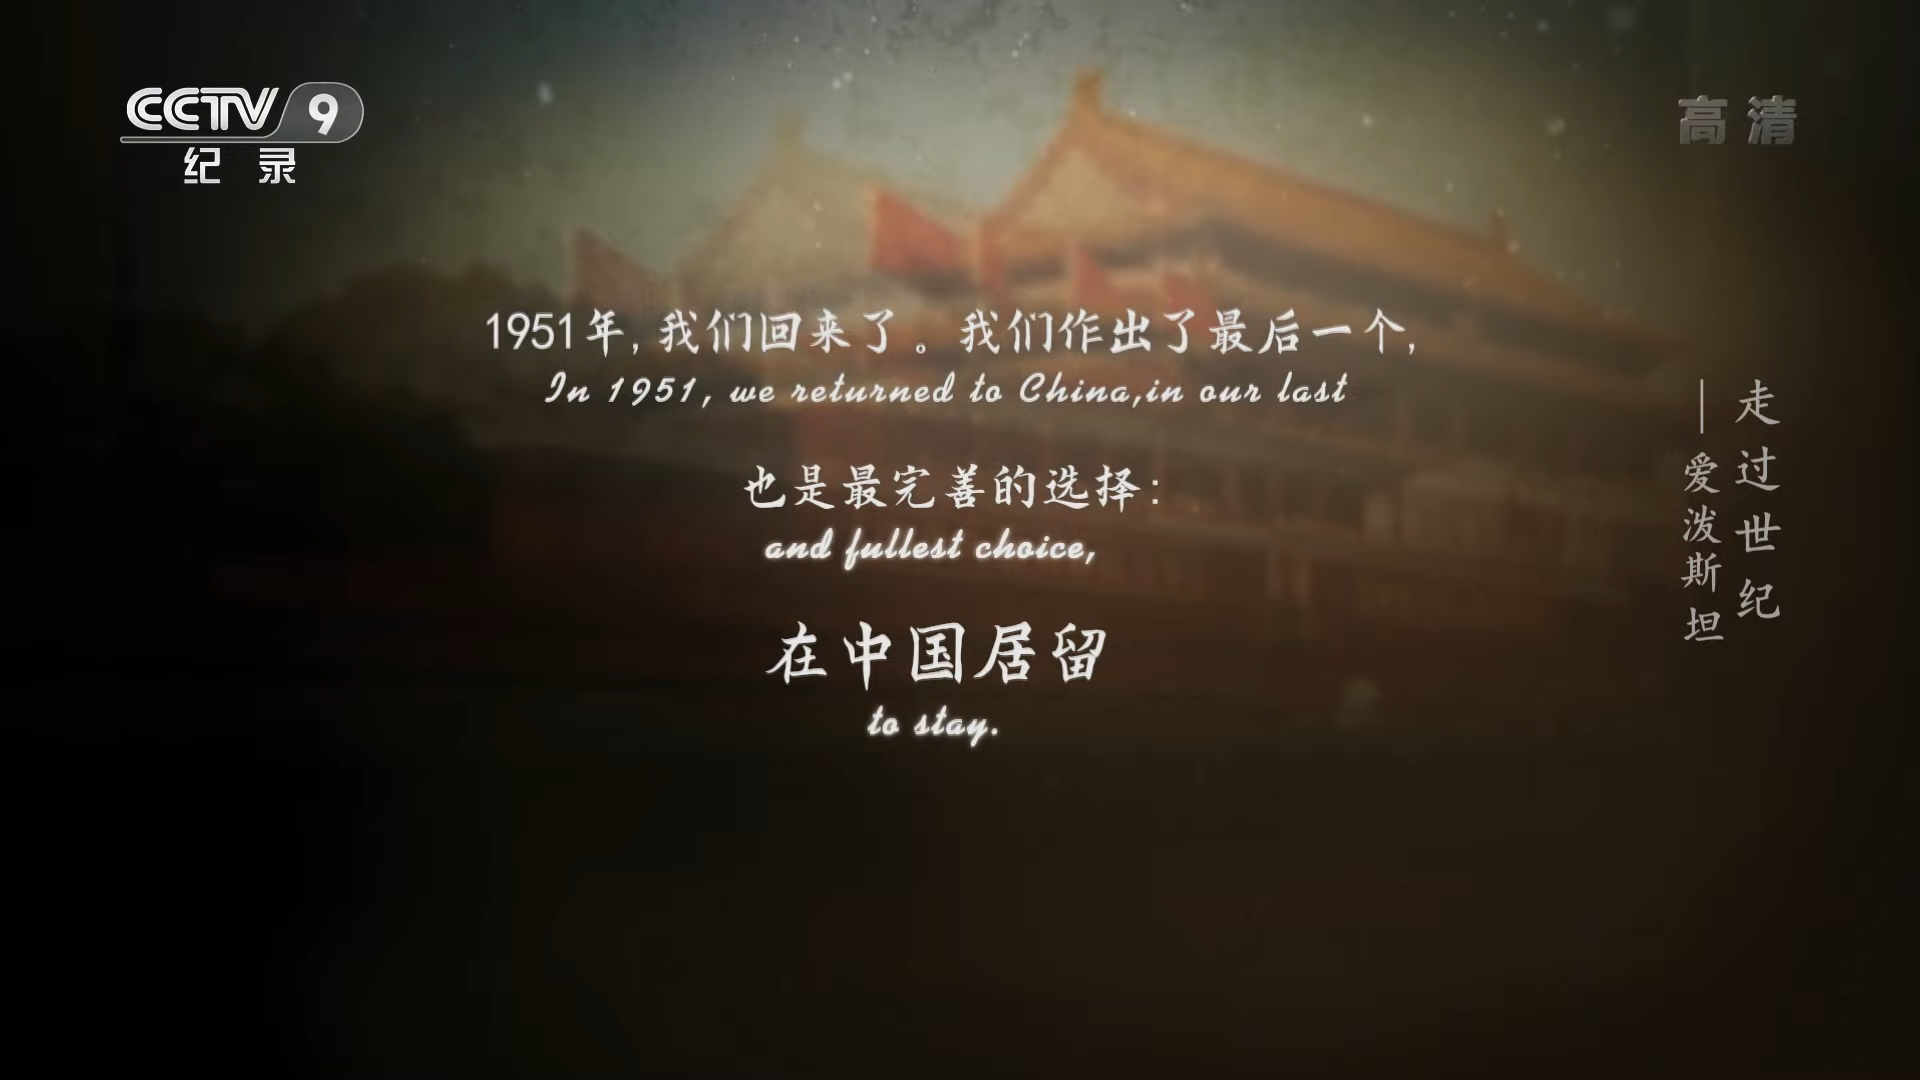 CCTV 9
纪 录
高清
1951年,我们回来了。我们作出了最后一个,
In 1951, we returned to China,in our last
也是最完善的选择:
and fullest choice,
在中国居留
to stay.
走过世纪
—爱泼斯坦